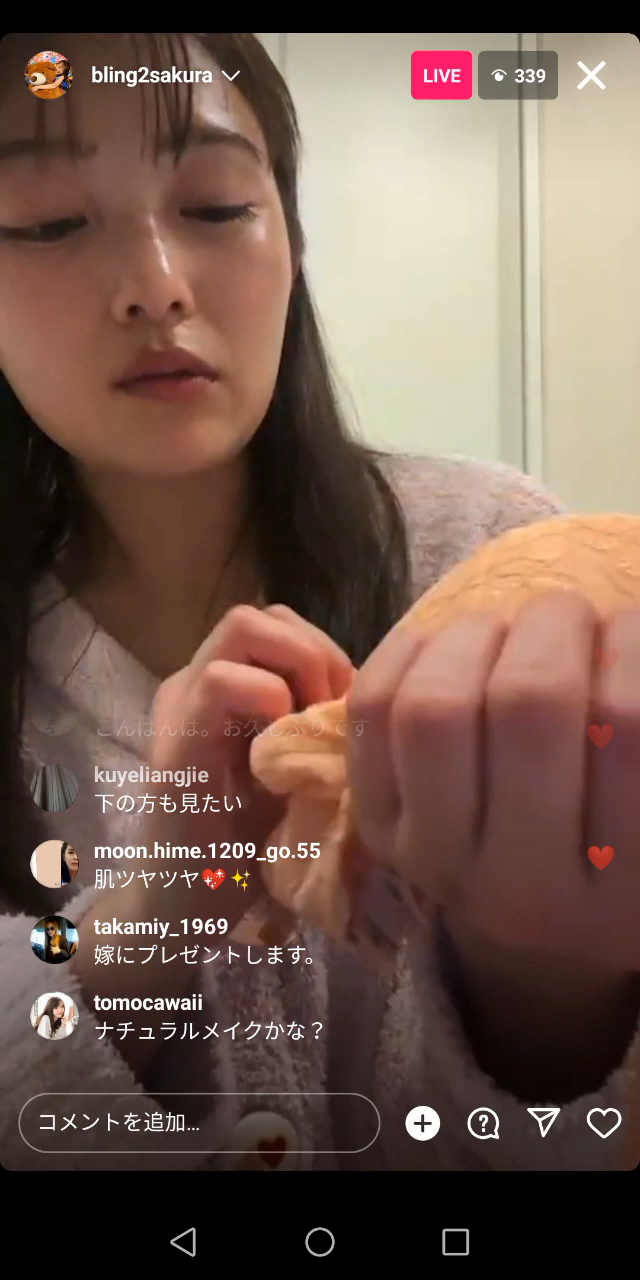 bling2sakura
LIVE
339
こんばんは。お久しぶりです
kuyeliangjie
下の方も見たい
moon.hime.1209_go.55
肌ツヤツヤ💖✨
takamiy_1969
嫁にプレゼントします。
tomocawaii
ナチュラルメイクかな？
コメントを追加...